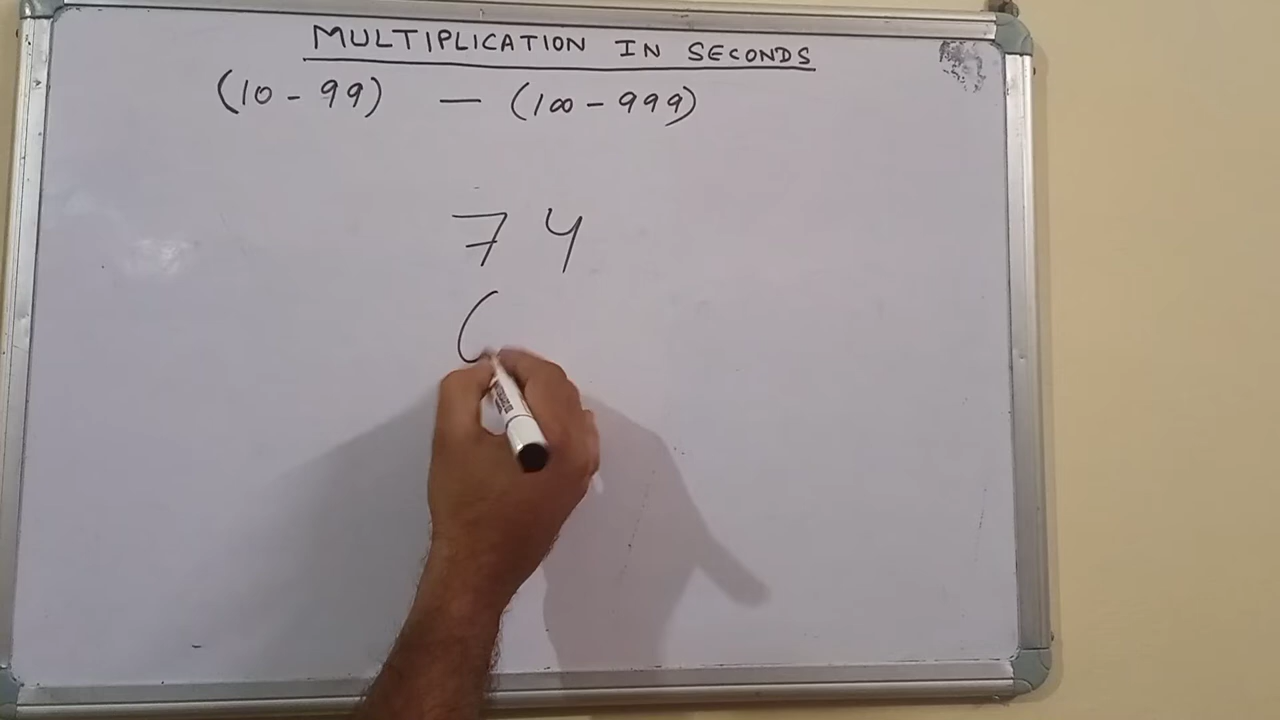 MULTIPLICATION IN SECONDS
(10 - 99) — (100 - 999)
74